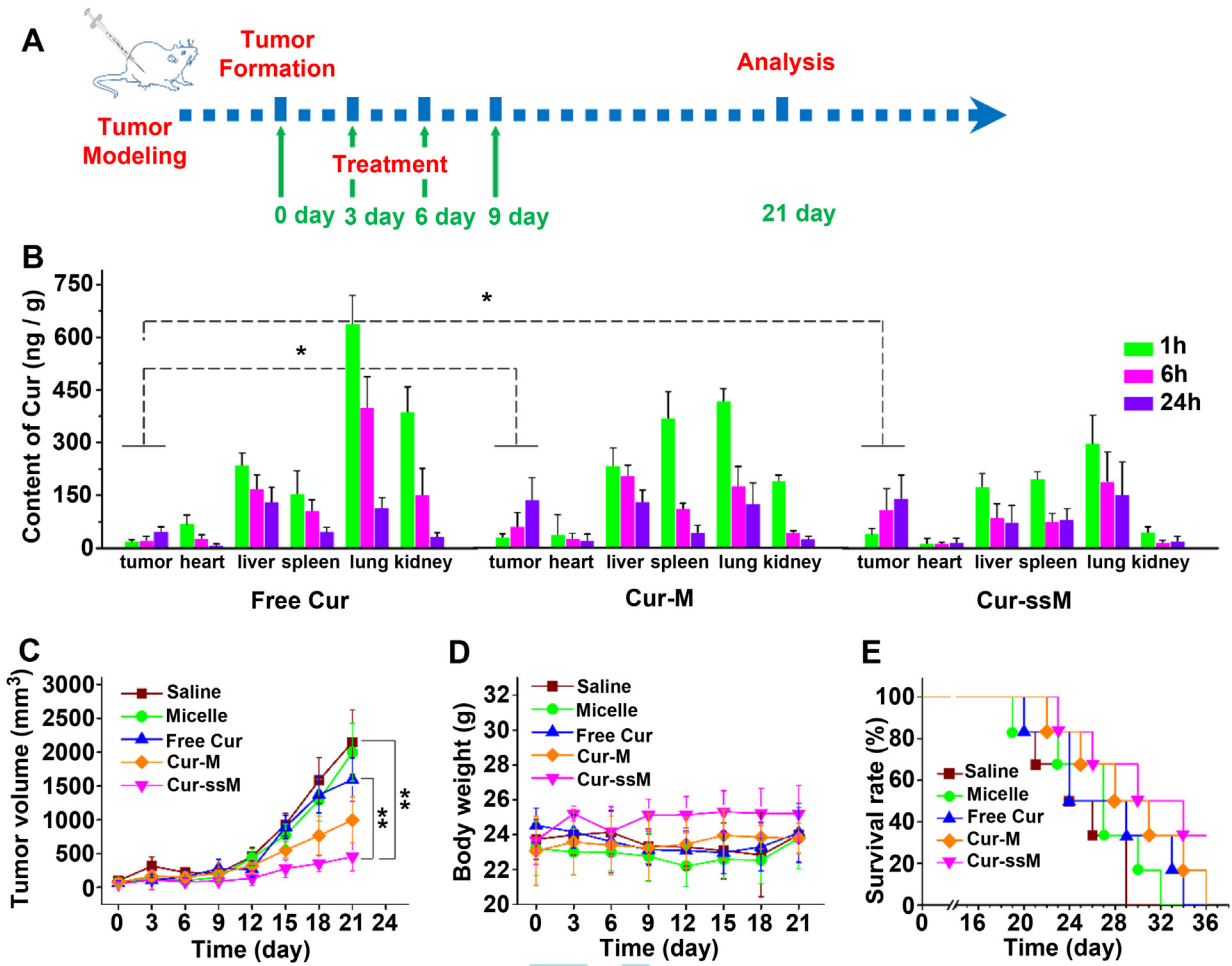 A
Tumor
Formation
Analysis
Tumor
Modeling
Treatment
0 day 3 day 6 day 9 day 21 day
B
Content of Cur (ng / g)
750
600
450
300
150
0
*
*
1h
6h
24h
tumor heart liver spleen lung kidney tumor heart liver spleen lung kidney tumor heart liver spleen lung kidney
Free Cur Cur-M Cur-ssM
C
Tumor volume (mm³)
3000
2500
2000
1500
1000
500
0
Saline
Micelle
Free Cur
Cur-M
Cur-ssM
**
**
0 3 6 9 12 15 18 21 24
Time (day)
D
Body weight (g)
32
30
28
26
24
22
20
Saline
Micelle
Free Cur
Cur-M
Cur-ssM
0 3 6 9 12 15 18 21
Time (day)
E
Survival rate (%)
100
80
60
40
20
0
Saline
Micelle
Free Cur
Cur-M
Cur-ssM
0 16 20 24 28 32 36
Time (day)